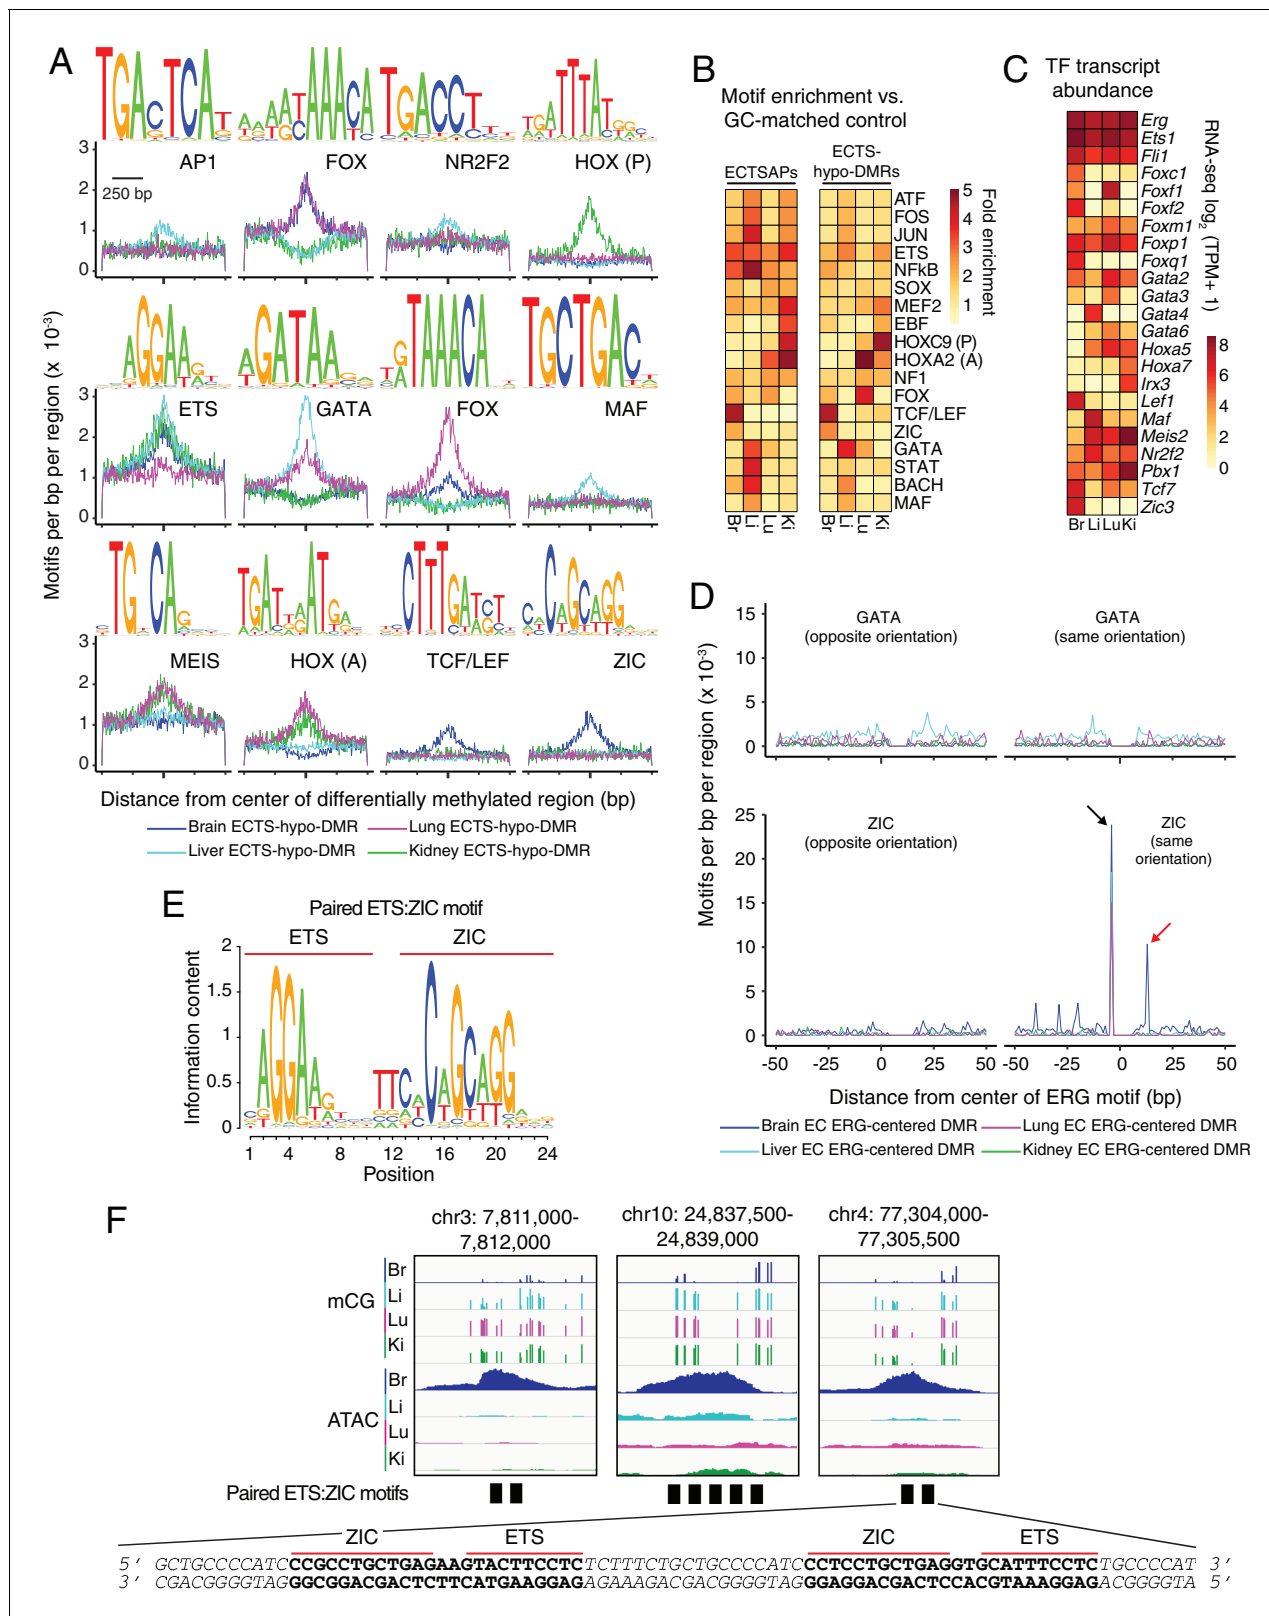 A
AP1
FOX
NR2F2
HOX (P)
250 bp
3
2
1
0
ETS
GATA
FOX
MAF
3
2
1
0
MEIS
HOX (A)
TCF/LEF
ZIC
3
2
1
0
Motifs per bp per region (x 10-3)
Distance from center of differentially methylated region (bp)
Brain ECTS-hypo-DMR
Lung ECTS-hypo-DMR
Liver ECTS-hypo-DMR
Kidney ECTS-hypo-DMR
B
Motif enrichment vs.
GC-matched control
ECTSAPs
ECTS-
hypo-DMRs
ATF
FOS
JUN
ETS
NFkB
SOX
MEF2
EBF
HOXC9 (P)
HOXA2 (A)
NF1
FOX
TCF/LEF
ZIC
GATA
STAT
BACH
MAF
Br Li Lu Ki
Br Li Lu Ki
5
4
3
2
1
Fold enrichment
C
TF transcript
abundance
Erg
Ets1
Fli1
Foxc1
Foxf1
Foxf2
Foxm1
Foxp1
Foxq1
Gata2
Gata3
Gata4
Gata6
Hoxa5
Hoxa7
Irx3
Lef1
Maf
Meis2
Nr2f2
Pbx1
Tcf7
Zic3
Br Li Lu Ki
RNA-seq log2 (TPM+ 1)
8
6
4
2
0
D
GATA
(opposite orientation)
GATA
(same orientation)
15
10
5
0
ZIC
(opposite orientation)
ZIC
(same
orientation)
25
20
15
10
5
0
-50 -25 0 25 50
-50 -25 0 25 50
Motifs per bp per region (x 10-3)
Distance from center of ERG motif (bp)
Brain EC ERG-centered DMR
Lung EC ERG-centered DMR
Liver EC ERG-centered DMR
Kidney EC ERG-centered DMR
E
Paired ETS:ZIC motif
ETS
ZIC
2
1.5
1
0.5
0
Information content
1 4 8 12 16 20 24
Position
F
chr3: 7,811,000-
7,812,000
chr10: 24,837,500-
24,839,000
chr4: 77,304,000-
77,305,500
mCG
Br
Li
Lu
Ki
ATAC
Br
Li
Lu
Ki
Paired ETS:ZIC motifs
ZIC
ETS
ZIC
ETS
5′ GCTGCCCCATCCCGCCTGCTGAGAAGTACTTCCTCTCTTTCTGCTGCCCCATCCCTCCTGCTGAGGTGCATTTCCTCTGCCCCAT 3′
3′ CGACGGGGTAGGGCGGACGACTCTTCATGAAGGAGAGAAAGACGACGGGGTAGGGAGGACGACTCCACGTAAAGGAGACGGGGTA 5′